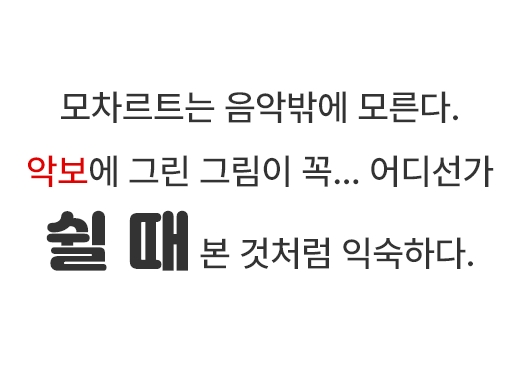 모차르트는 음악밖에 모른다.
악보에 그린 그림이 꼭... 어디선가
쉴 때 본 것처럼 익숙하다.